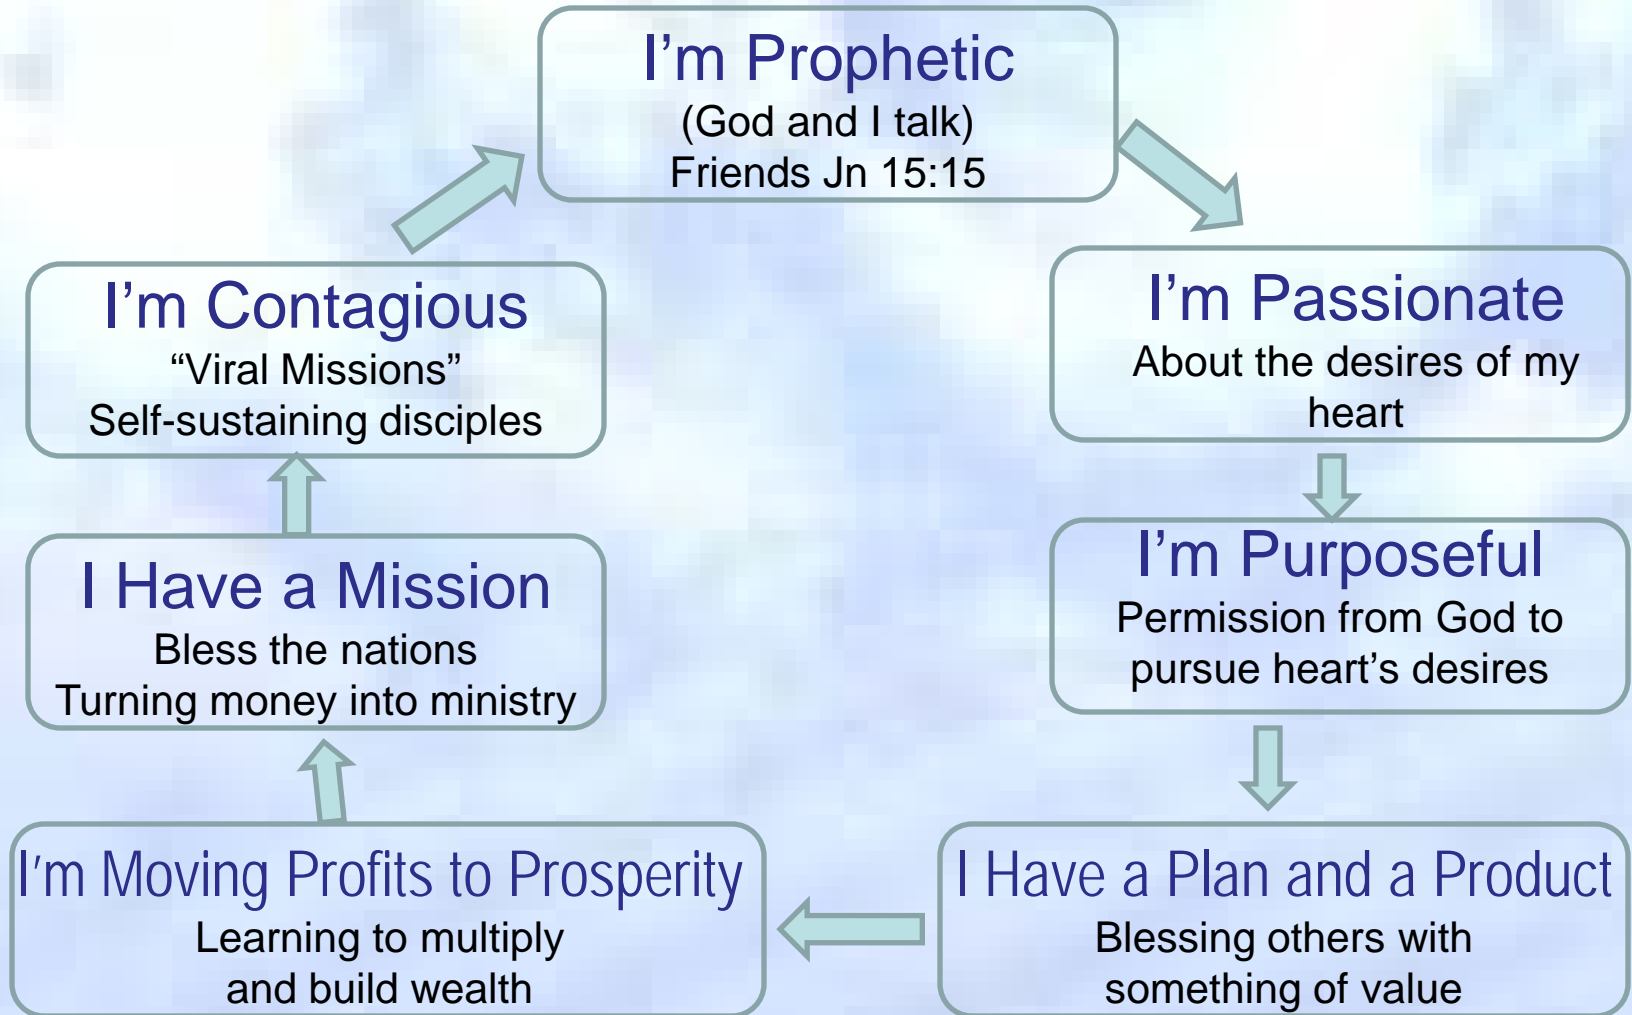 I’m Prophetic
(God and I talk)
Friends Jn 15:15
I’m Passionate
About the desires of my
heart
I’m Purposeful
Permission from God to
pursue heart’s desires
I Have a Plan and a Product
Blessing others with
something of value
I’m Moving Profits to Prosperity
Learning to multiply
and build wealth
I Have a Mission
Bless the nations
Turning money into ministry
I’m Contagious
“Viral Missions”
Self-sustaining disciples